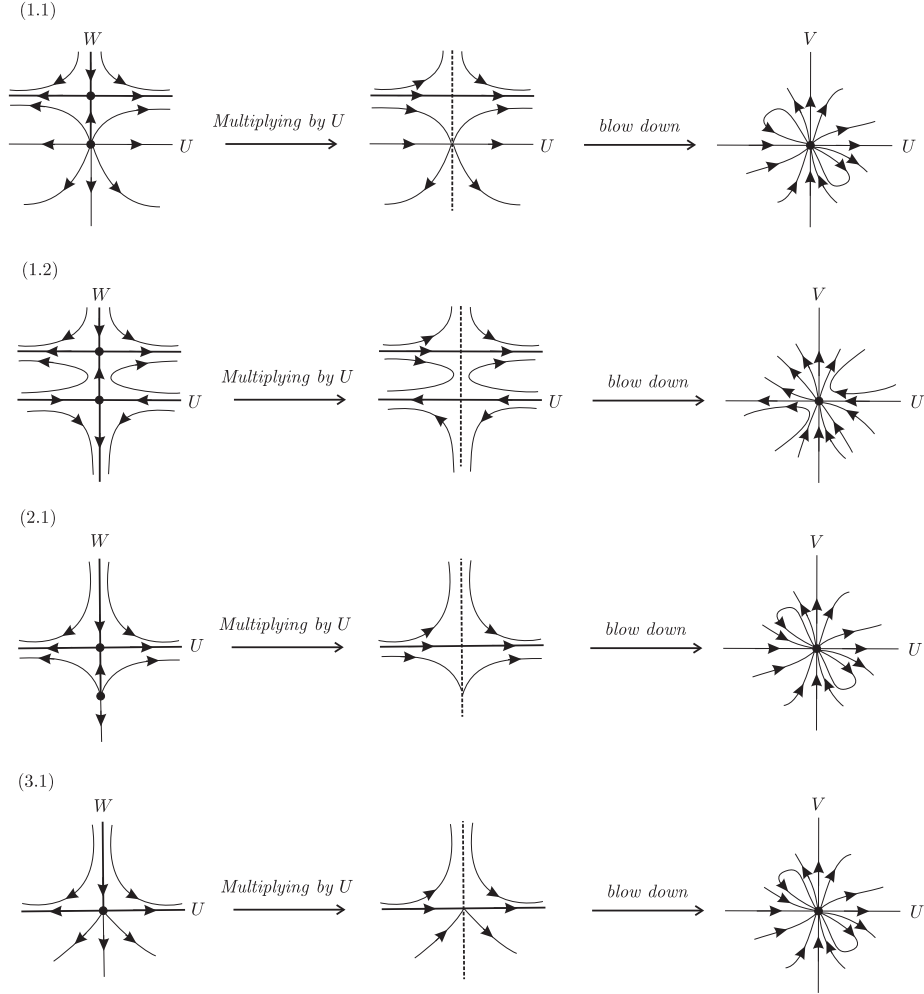 (1.1)
W
V
Multiplying by U
blow down
U
U
U
(1.2)
W
V
Multiplying by U
blow down
U
U
U
(2.1)
W
V
Multiplying by U
blow down
U
U
(3.1)
W
V
Multiplying by U
blow down
U
U